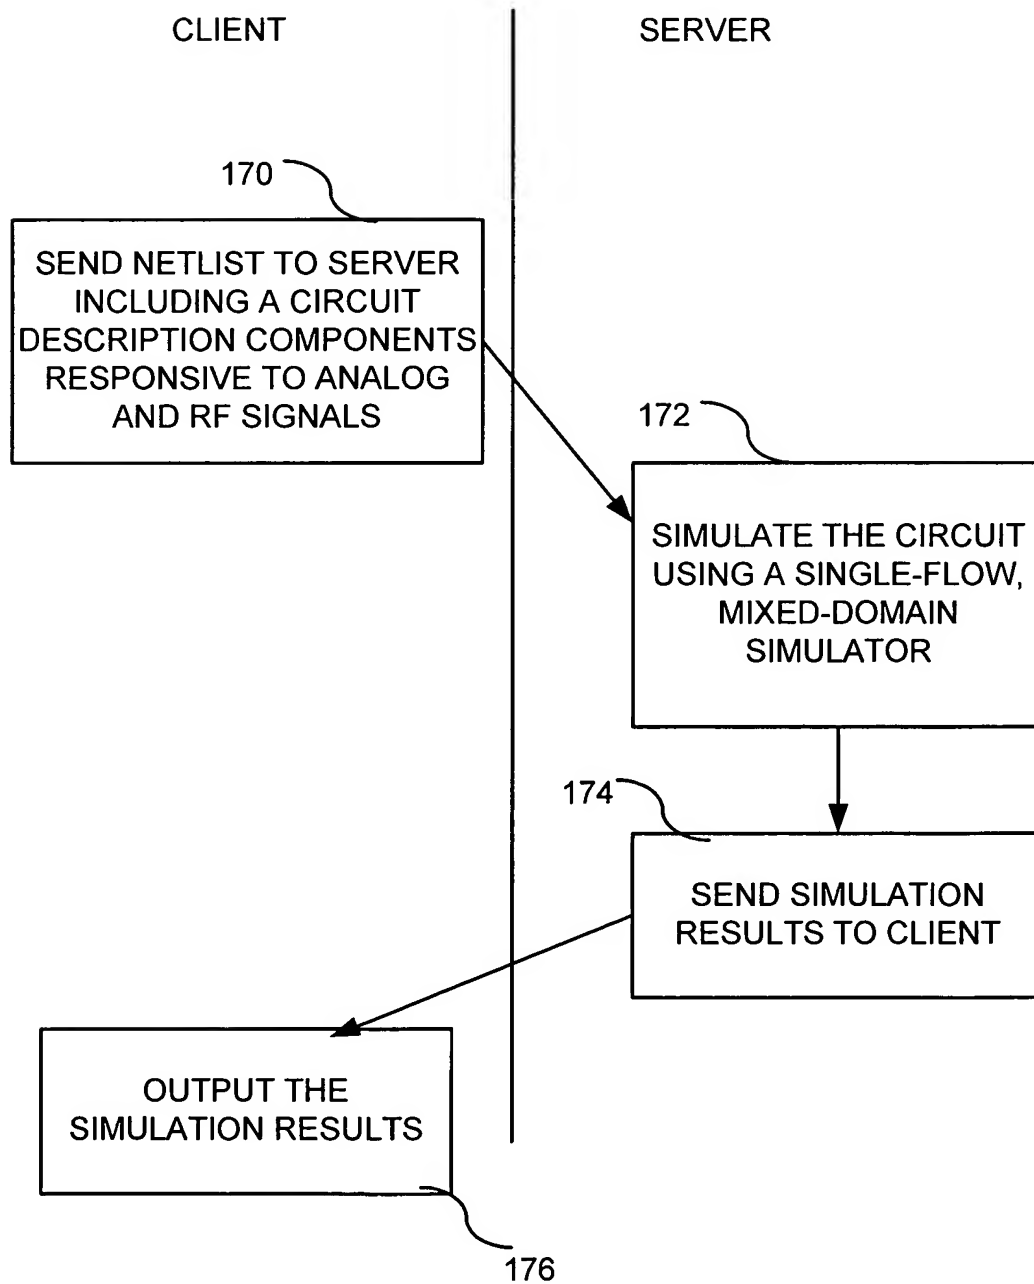 CLIENT
SERVER
170
SEND NETLIST TO SERVER
INCLUDING A CIRCUIT
DESCRIPTION COMPONENTS
RESPONSIVE TO ANALOG
AND RF SIGNALS
172
SIMULATE THE CIRCUIT
USING A SINGLE-FLOW,
MIXED-DOMAIN
SIMULATOR
174
SEND SIMULATION
RESULTS TO CLIENT
OUTPUT THE
SIMULATION RESULTS
176